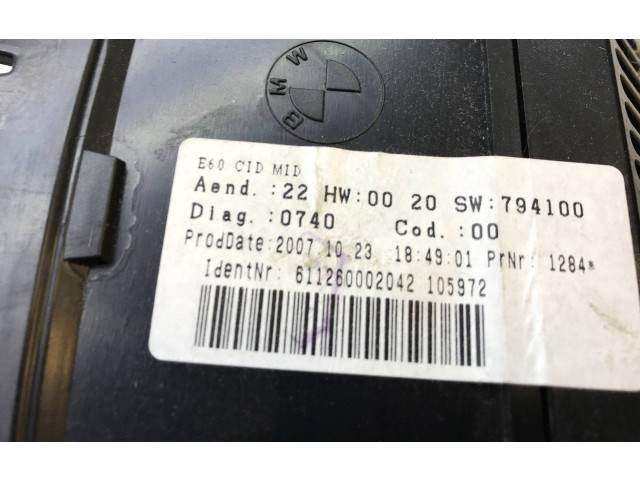 BMW
E60 CID MID
Aend.:22 HW:00 20 SW:794100
Diag.:0740 Cod.:00
ProdDate:2007 10 23 18:49:01 PrNr: 1284*
IdentNr: 611260002042 105972